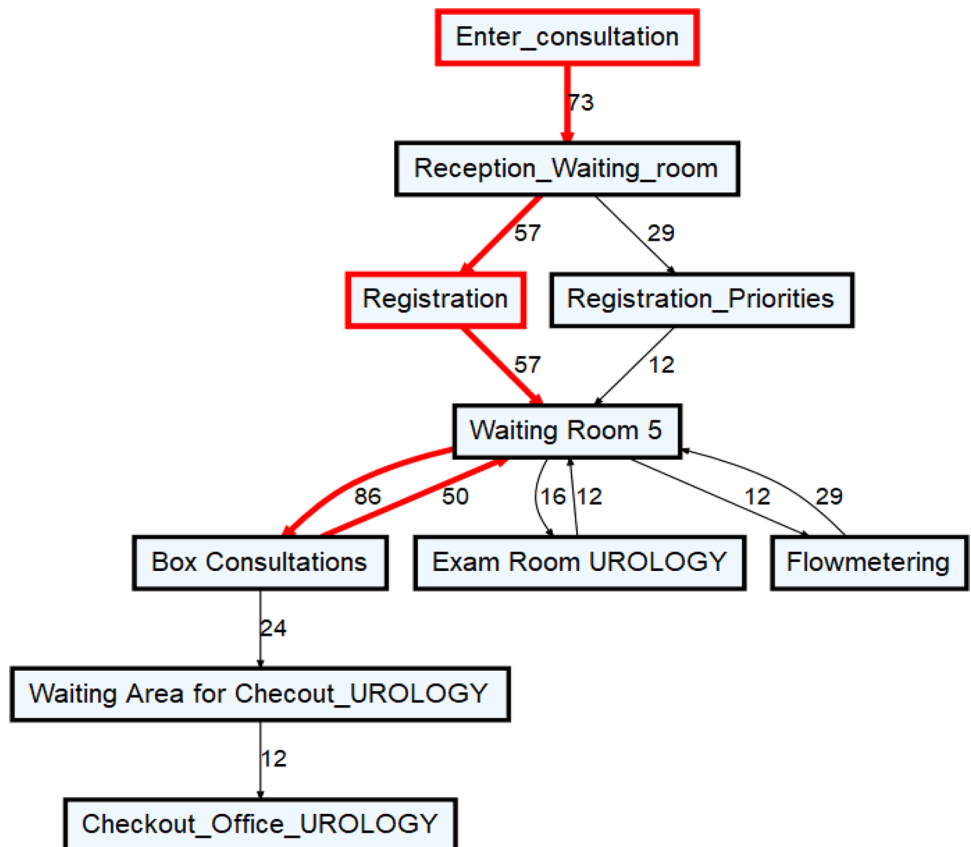 Enter_consultation
73
Reception_Waiting_room
57
29
Registration
Registration_Priorities
57
12
Waiting Room 5
86
50
16
12
12
29
Box Consultations
Exam Room UROLOGY
Flowmetering
24
Waiting Area for Checout_UROLOGY
12
Checkout_Office_UROLOGY